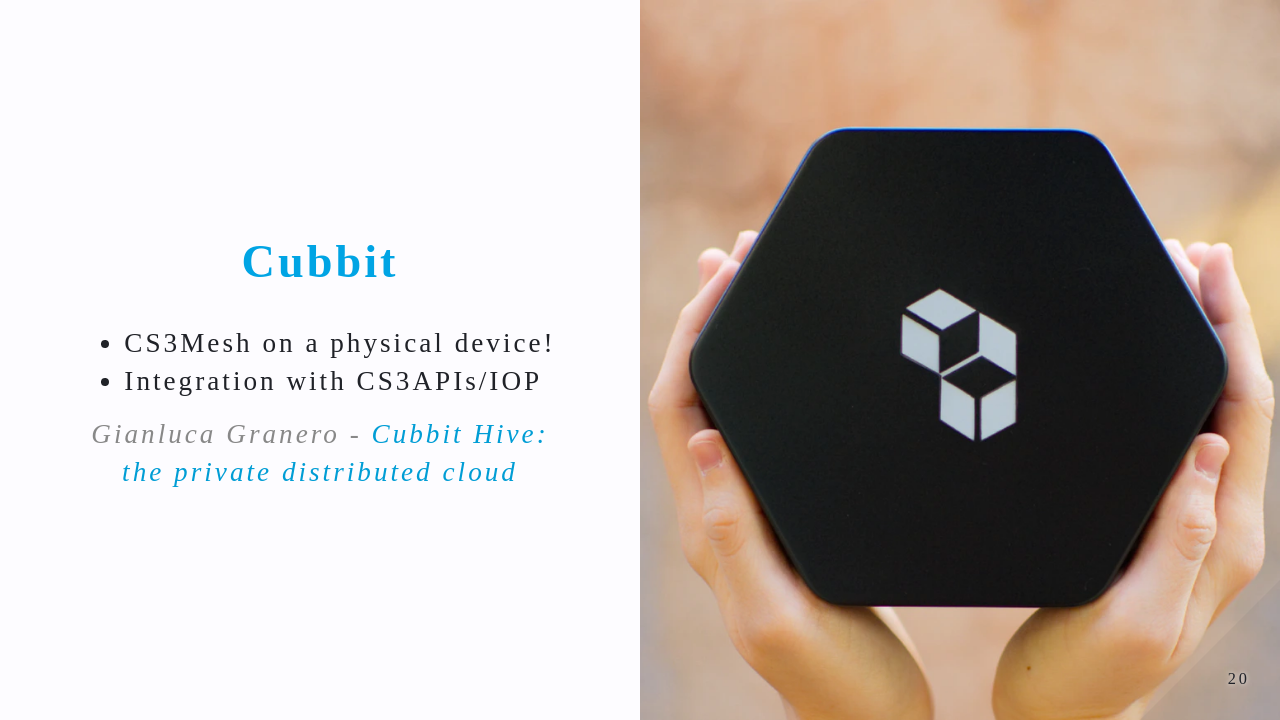 Cubbit
• CS3Mesh on a physical device!
• Integration with CS3APIs/IOP
Gianluca Granero - Cubbit Hive:
the private distributed cloud
20